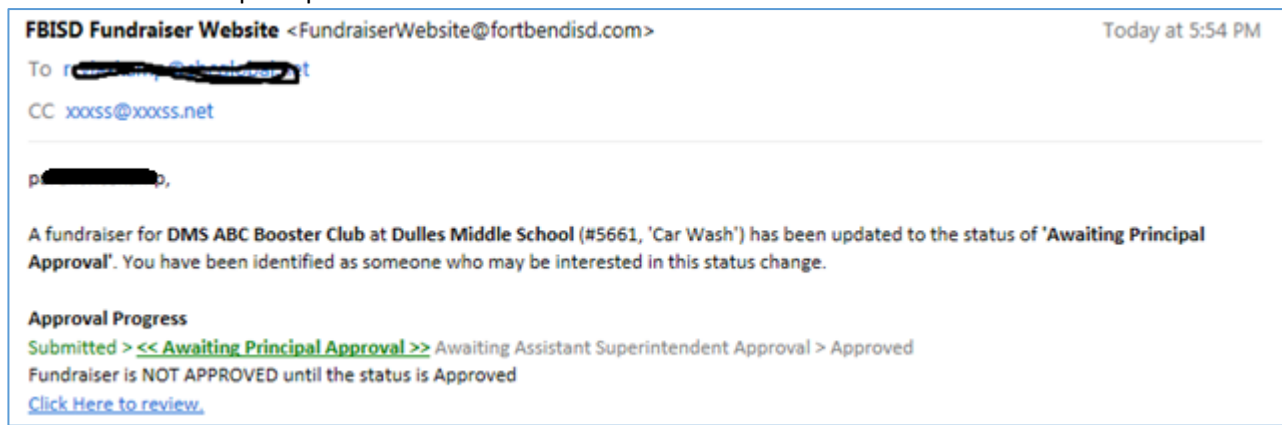 FBISD Fundraiser Website <FundraiserWebsite@fortbendisd.com> Today at 5:54 PM
To
CC xxxss@xxxss.net
A fundraiser for DMS ABC Booster Club at Dulles Middle School (#5661, 'Car Wash') has been updated to the status of 'Awaiting Principal
Approval'. You have been identified as someone who may be interested in this status change.
Approval Progress
Submitted > << Awaiting Principal Approval >> Awaiting Assistant Superintendent Approval > Approved
Fundraiser is NOT APPROVED until the status is Approved
Click Here to review.